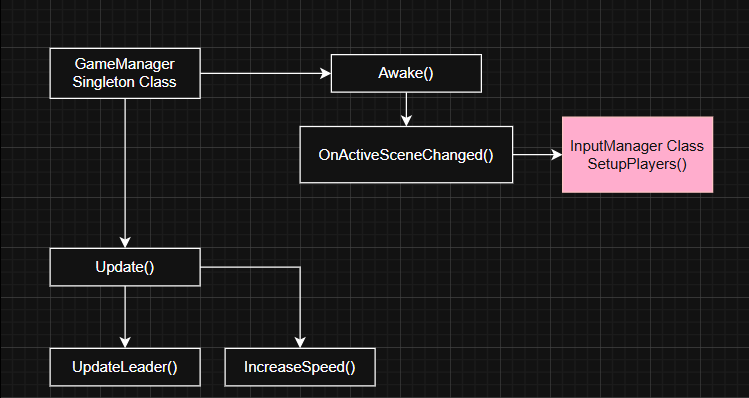 GameManager
Singleton Class
Awake()
OnActiveSceneChanged()
InputManager Class
SetupPlayers()
Update()
UpdateLeader()
IncreaseSpeed()